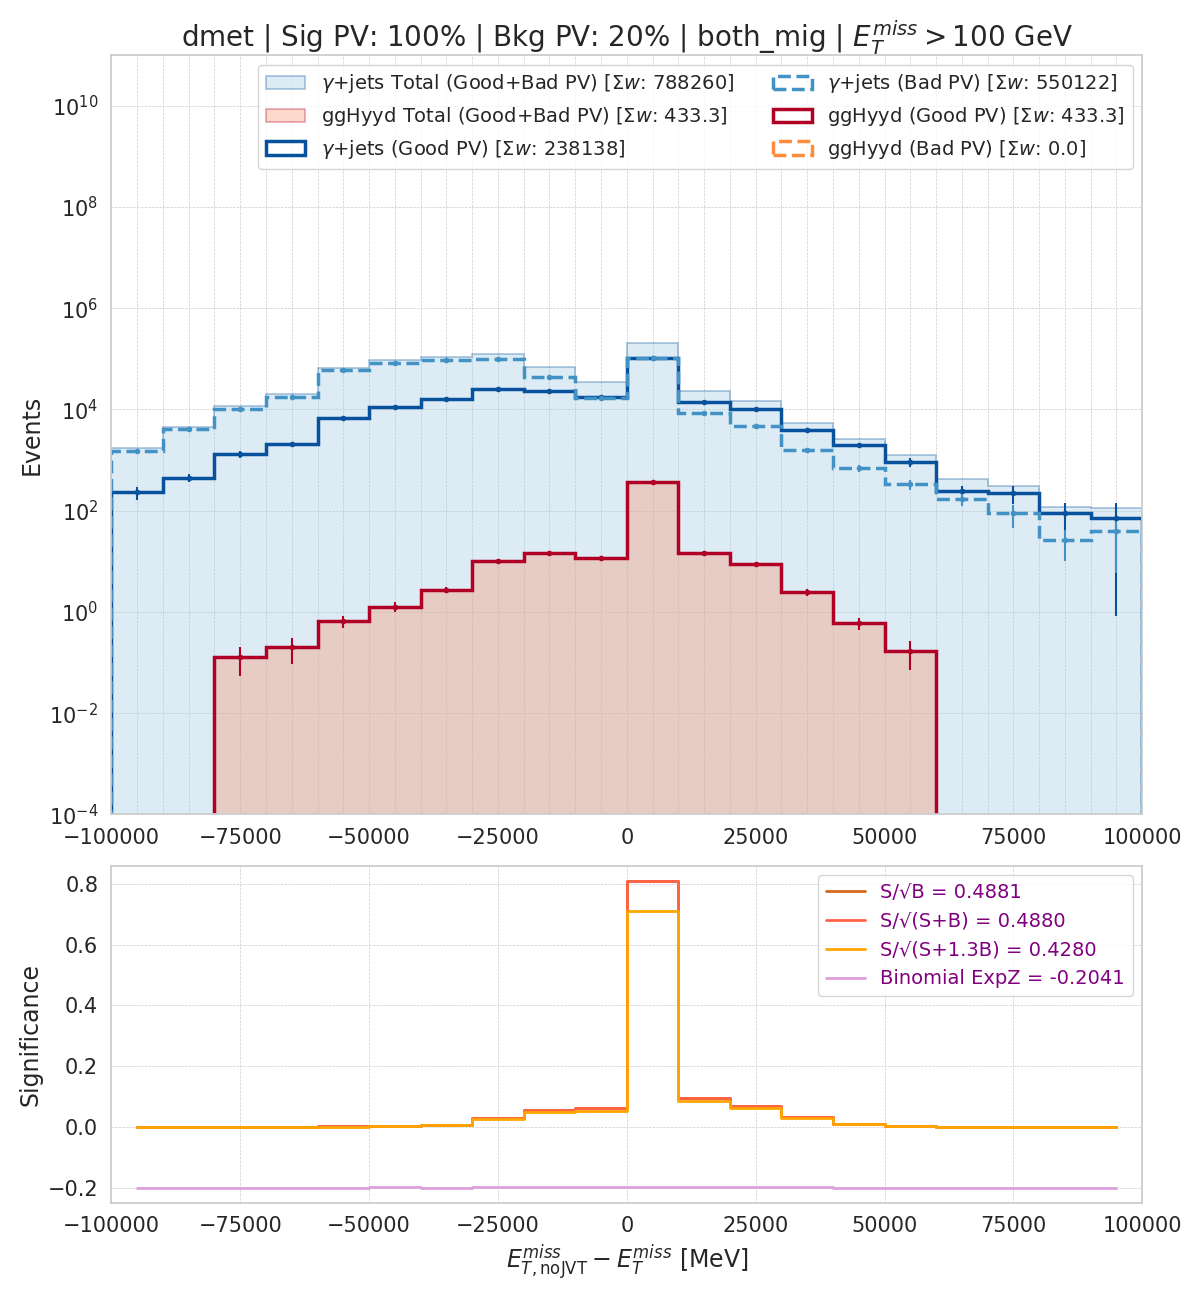 dmet | Sig PV: 100% | Bkg PV: 20% | both_mig | $E_T^{miss} > 100$ GeV
γ+jets Total (Good+Bad PV) [Σw: 788260]
ggHyyd Total (Good+Bad PV) [Σw: 433.3]
γ+jets (Good PV) [Σw: 238138]
γ+jets (Bad PV) [Σw: 550122]
ggHyyd (Good PV) [Σw: 433.3]
ggHyyd (Bad PV) [Σw: 0.0]
Events
10^{10}
10^{8}
10^{6}
10^{4}
10^{2}
10^{0}
10^{−2}
10^{−4}
−100000 −75000 −50000 −25000 0 25000 50000 75000 100000
Significance
0.8
0.6
0.4
0.2
0.0
−0.2
S/√B = 0.4881
S/√(S+B) = 0.4880
S/√(S+1.3B) = 0.4280
Binomial ExpZ = -0.2041
−100000 −75000 −50000 −25000 0 25000 50000 75000 100000
$E_{T,noJVT}^{miss} − E_T^{miss}$ [MeV]